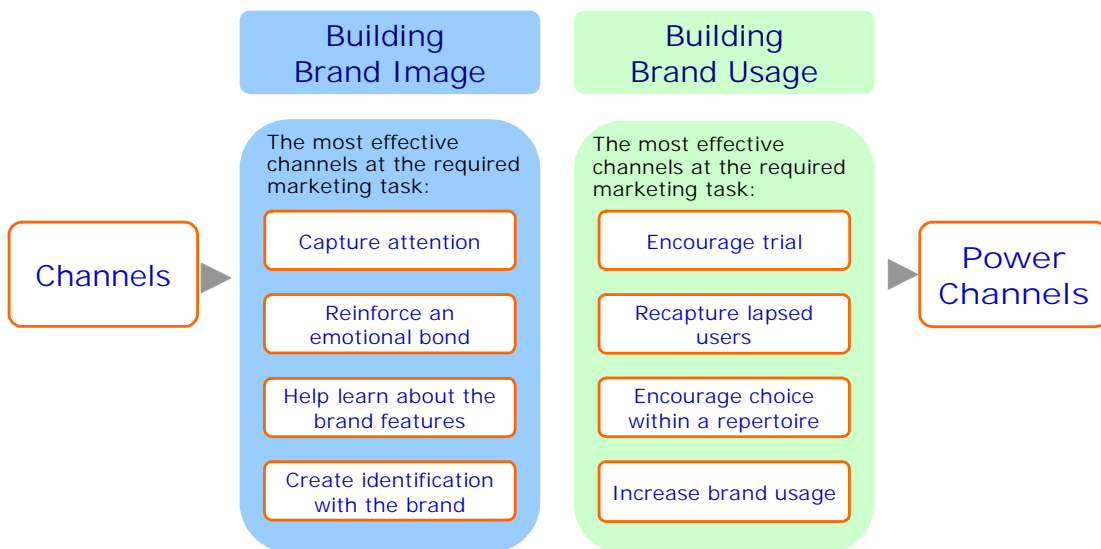 Building
Brand Image
Building
Brand Usage
Channels
The most effective
channels at the required
marketing task:
Capture attention
Reinforce an
emotional bond
Help learn about the
brand features
Create identification
with the brand
The most effective
channels at the required
marketing task:
Encourage trial
Recapture lapsed
users
Encourage choice
within a repertoire
Increase brand usage
Power
Channels